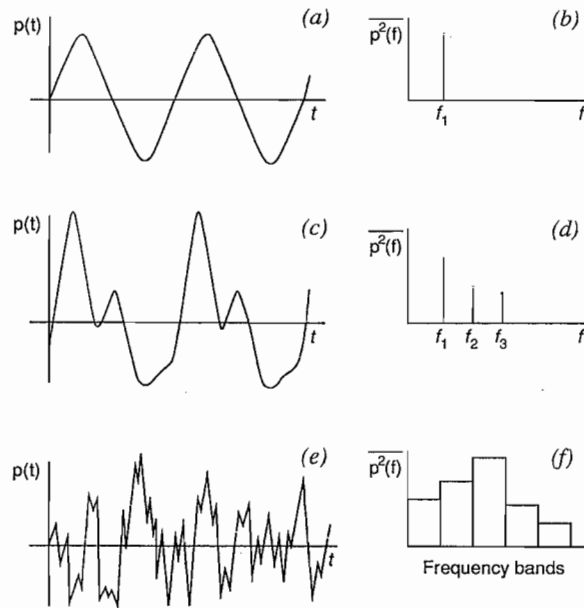 p(t)
(a)
t
(b)
p²(f)
f₁
f
p(t)
(c)
t
(d)
p²(f)
f₁ f₂ f₃
f
p(t)
(e)
t
(f)
p²(f)
Frequency bands